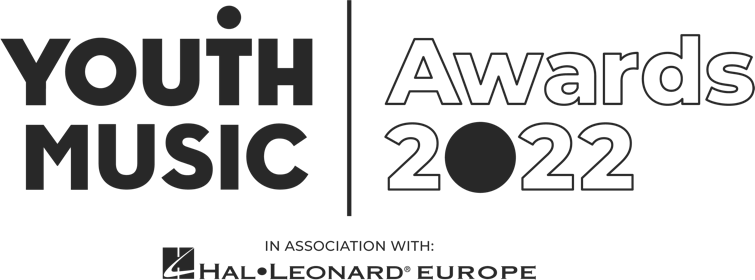 YOUTH
MUSIC
Awards
2022
IN ASSOCIATION WITH:
HAL•LEONARD® EUROPE